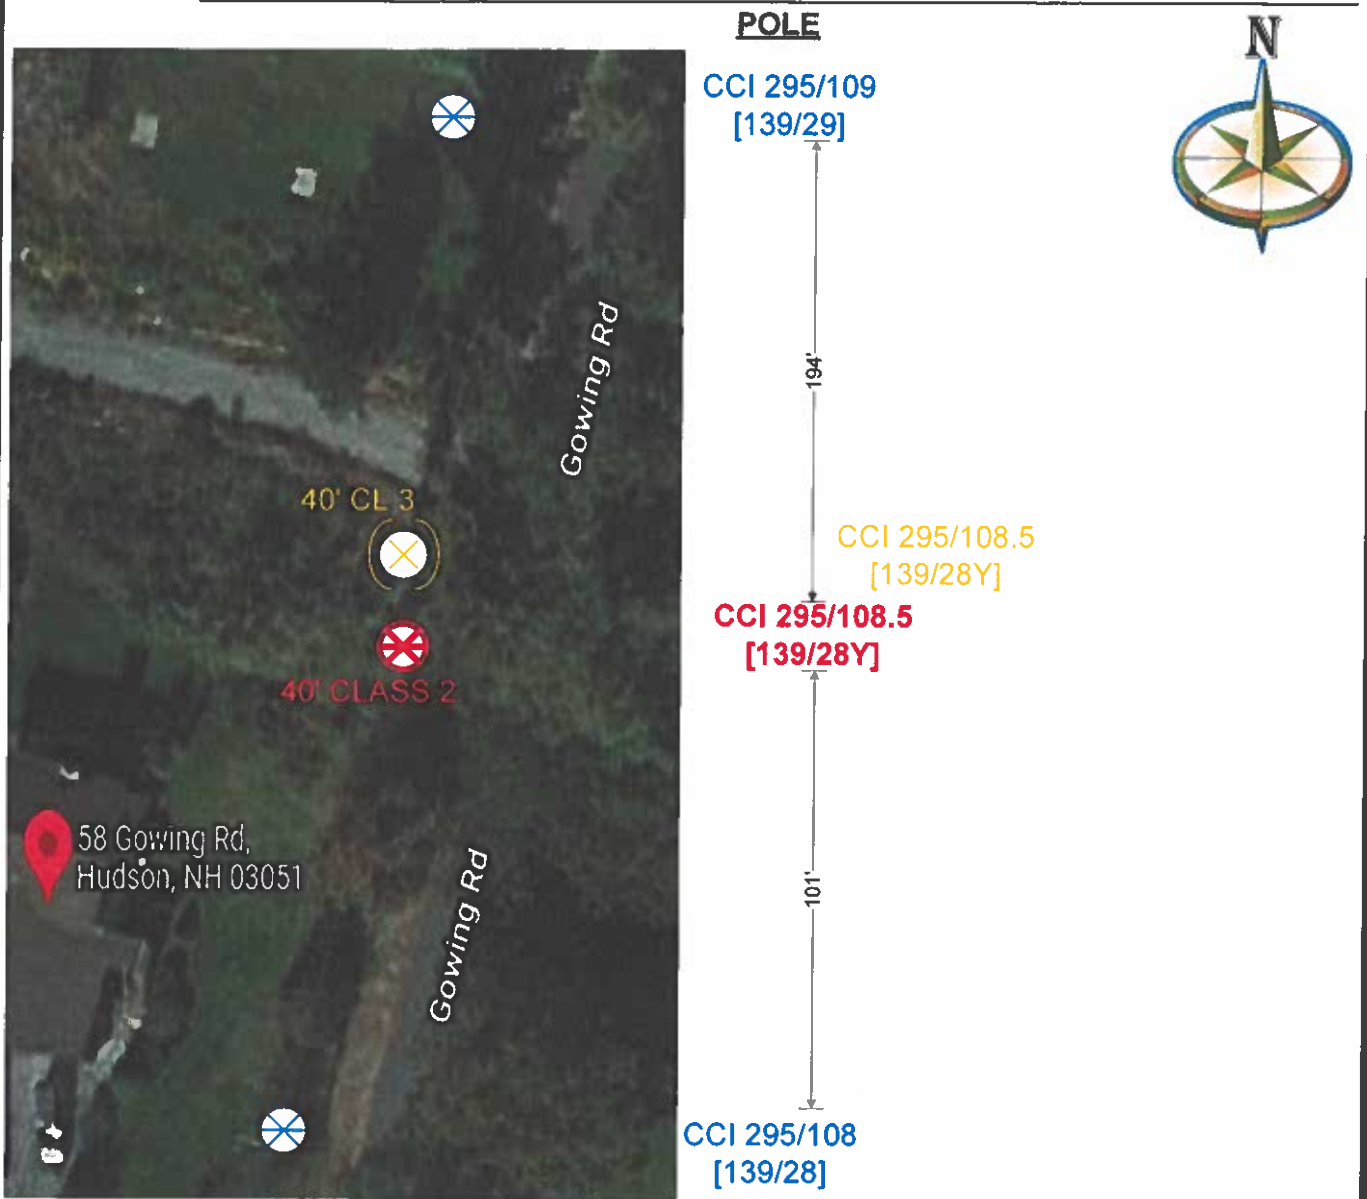 POLE
N
CCI 295/109
[139/29]
194'
Gowing Rd
40' CL 3
CCI 295/108.5
[139/28Y]
CCI 295/108.5
[139/28Y]
40' CLASS 2
58 Gowing Rd,
Hudson, NH 03051
101'
Gowing Rd
CCI 295/108
[139/28]